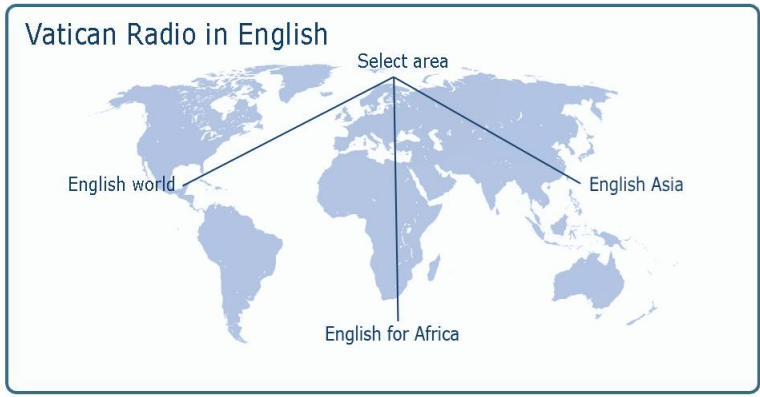 Vatican Radio in English
Select area
English world
English Asia
English for Africa